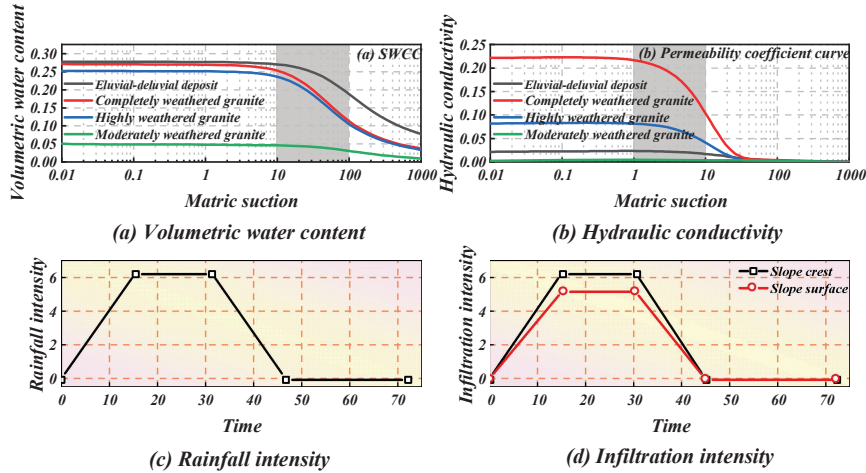 (a) SWCC
Volumetric water content
0.30
0.25
0.20
0.15
0.10
0.05
0.00
Eluvial-deluvial deposit
Completely weathered granite
Highly weathered granite
Moderately weathered granite
0.01 0.1 1 10 100 1000
Matric suction
(a) Volumetric water content
(b) Permeability coefficient curve
Hydraulic conductivity
0.25
0.20
0.15
0.10
0.05
0.00
Eluvial-deluvial deposit
Completely weathered granite
Highly weathered granite
Moderately weathered granite
0.01 0.1 1 10 100 1000
Matric suction
(b) Hydraulic conductivity
Rainfall intensity
6
4
2
0
0 10 20 30 40 50 60 70
Time
(c) Rainfall intensity
Infiltration intensity
6
4
2
0
Slope crest
Slope surface
0 10 20 30 40 50 60 70
Time
(d) Infiltration intensity